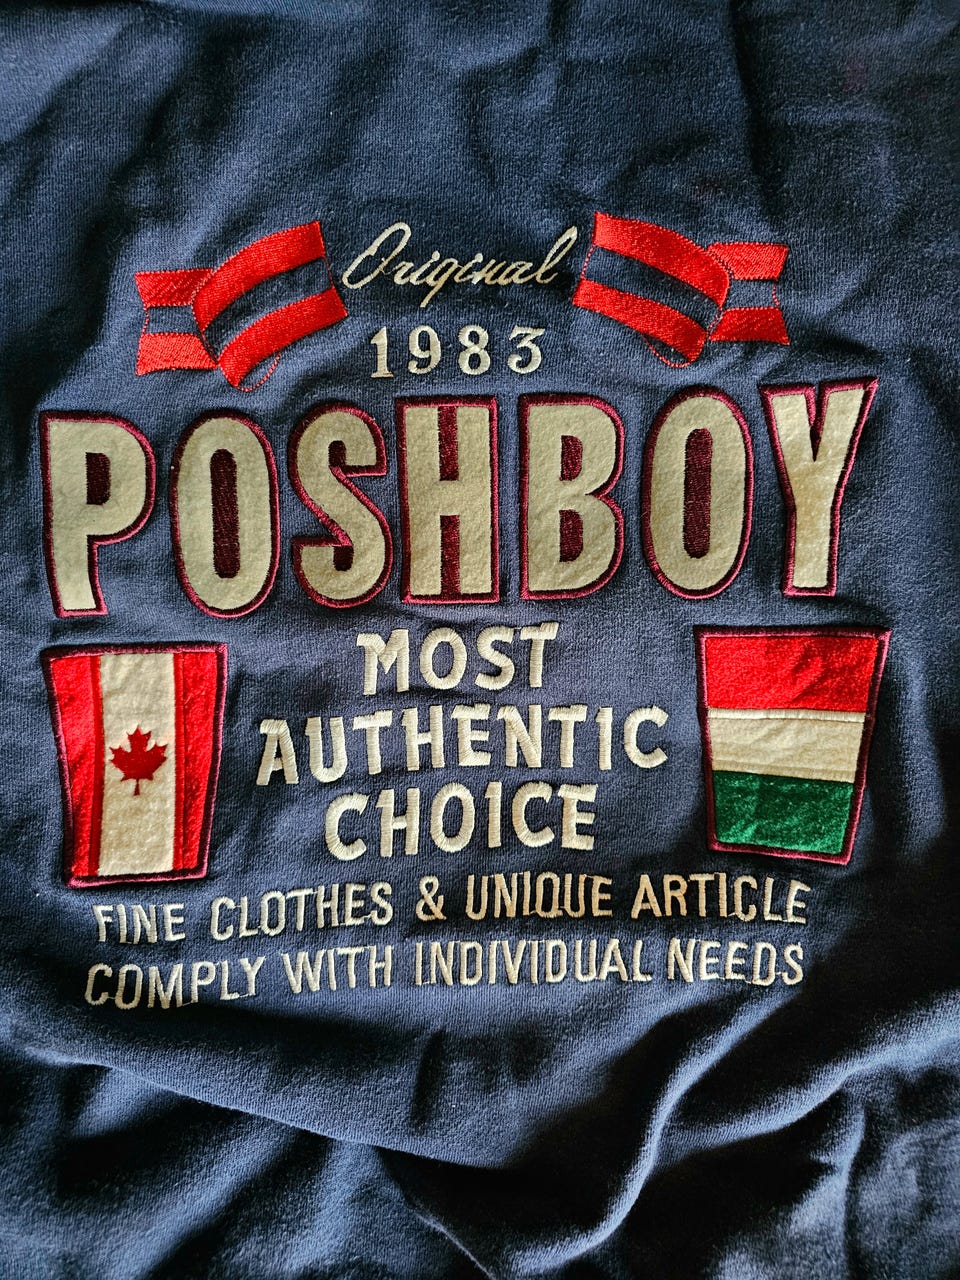 Original
1983
POSHBOY
MOST
AUTHENTIC
CHOICE
FINE CLOTHES & UNIQUE ARTICLE
COMPLY WITH INDIVIDUAL NEEDS